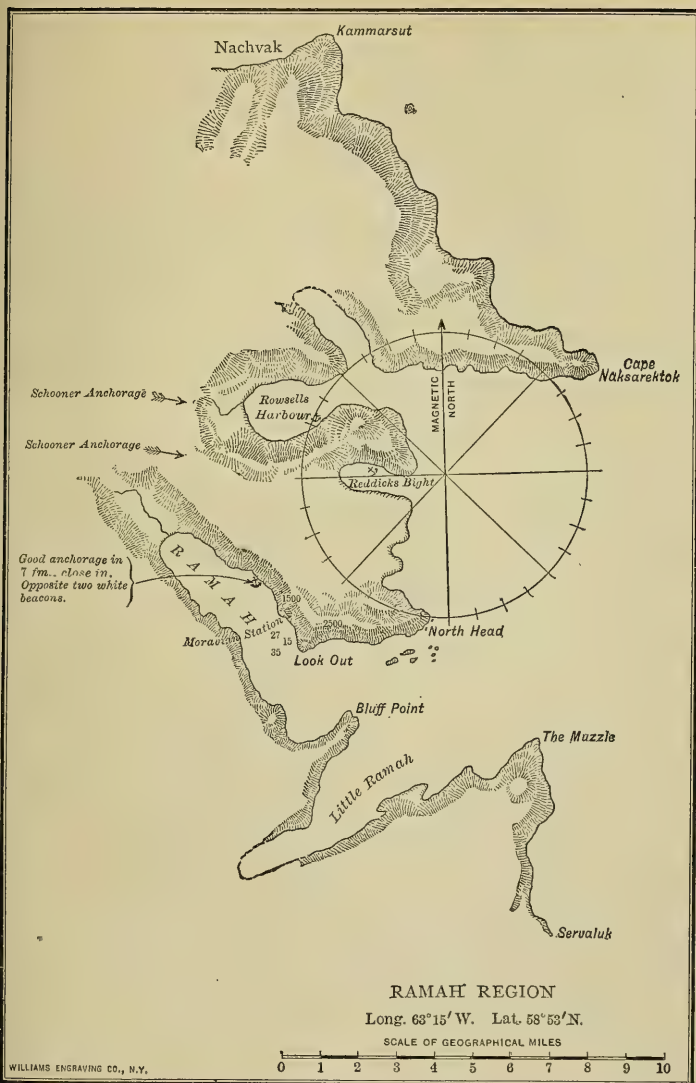 Kammarsut
Nachvak
Cape
Naksarektok
MAGNETIC
NORTH
Schooner Anchorage
Rowsells
Harbour
Schooner Anchorage
Reddicks Bight
Good anchorage in
7 fm., close in.
Opposite two white
beacons.
RAMAH
1500
2500
Moravian Station
27
15
35
North Head
Look Out
Bluff Point
The Muzzle
Little Ramah
Servaluk
RAMAH REGION
Long. 63°15′W. Lat. 58°53′N.
SCALE OF GEOGRAPHICAL MILES
0 1 2 3 4 5 6 7 8 9 10
WILLIAMS ENGRAVING CO., N.Y.